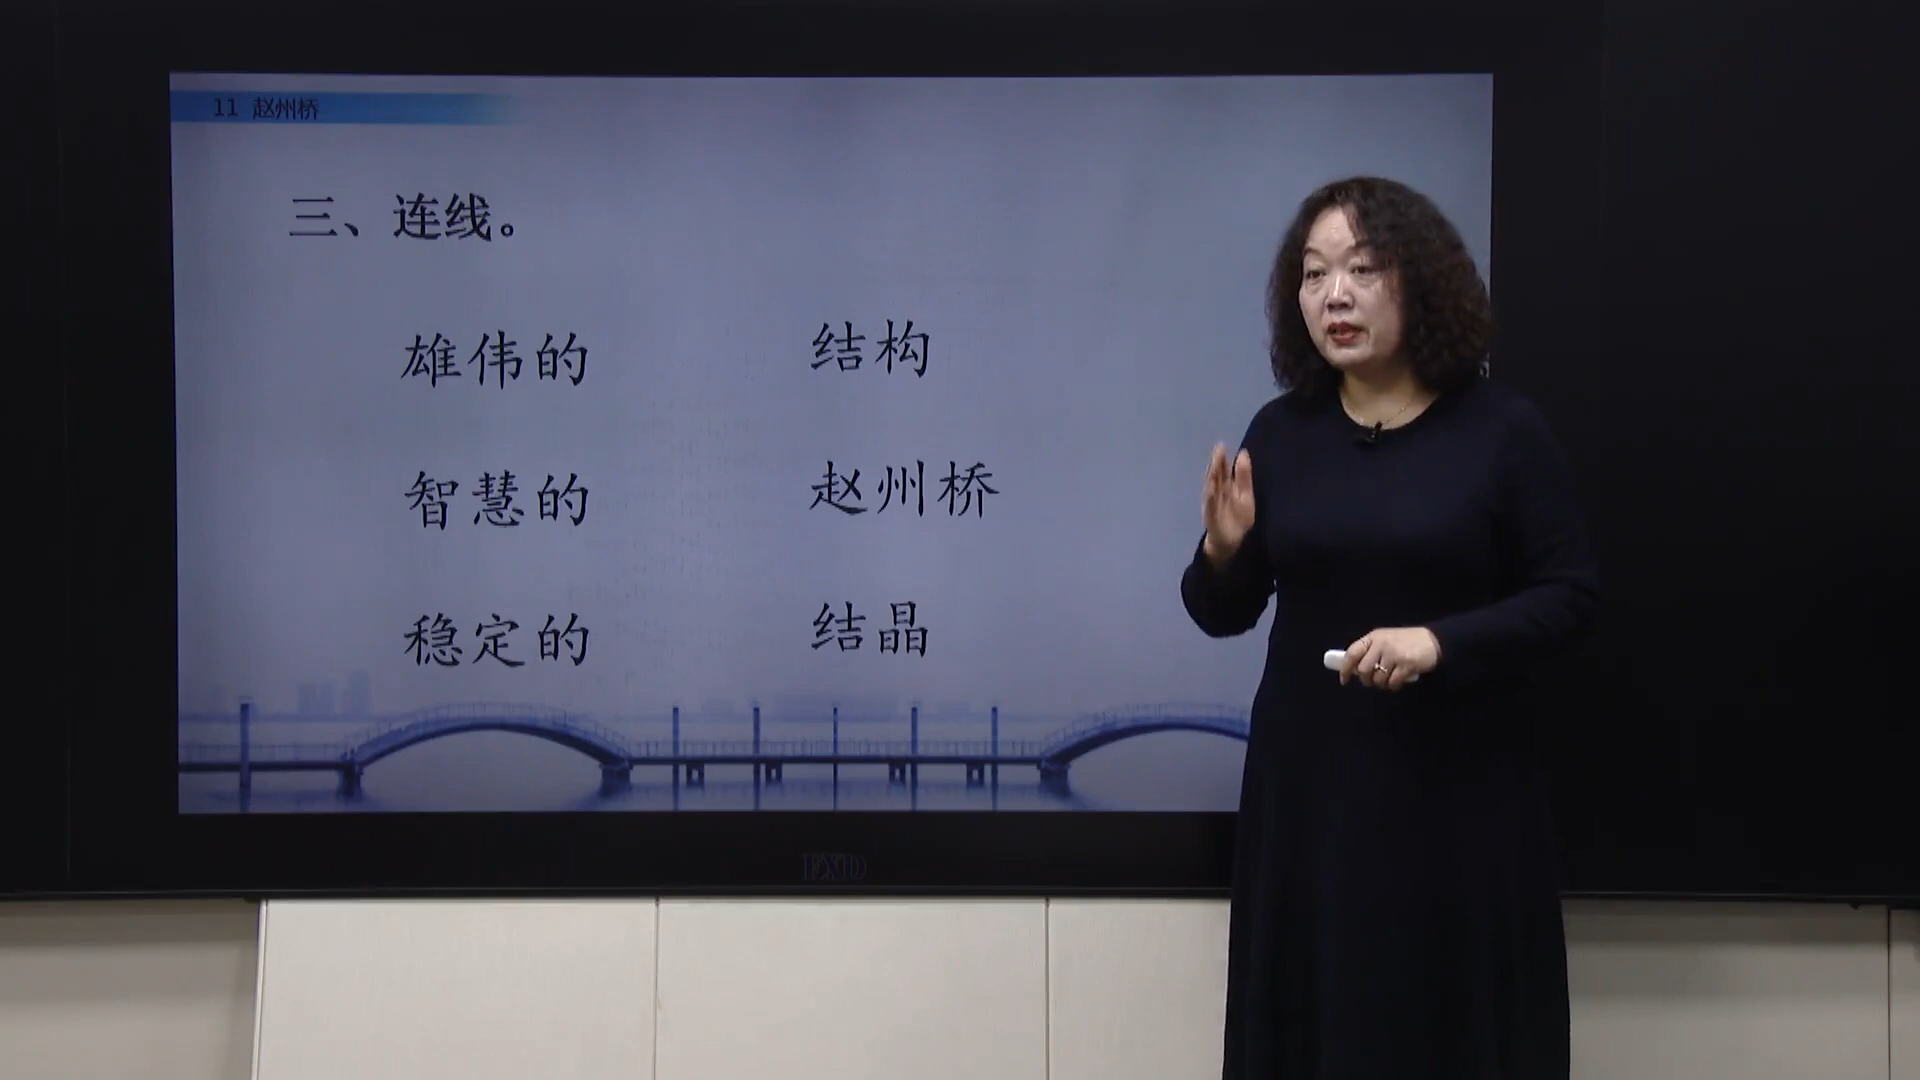 11 赵州桥
三、连线。
雄伟的 结构
智慧的 赵州桥
稳定的 结晶